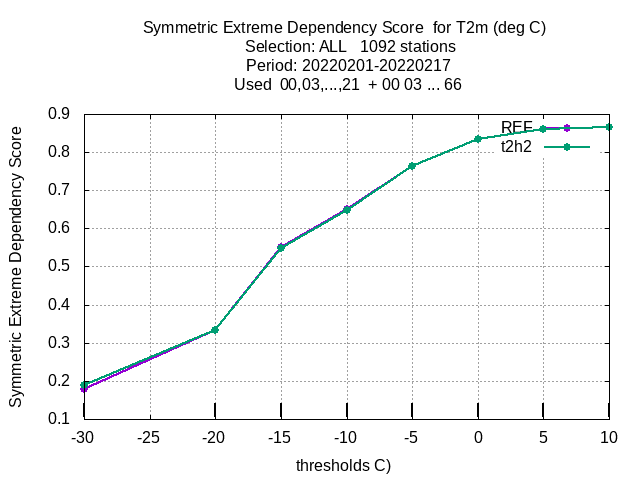 Symmetric Extreme Dependency Score  for T2m (deg C)
Selection: ALL   1092 stations
Period: 20220201-20220217
Used  00,03,...,21  + 00 03 ... 66
Symmetric Extreme Dependency Score
0.9
0.8
0.7
0.6
0.5
0.4
0.3
0.2
0.1
REF
t2h2
-30 -25 -20 -15 -10 -5 0 5 10
thresholds C)